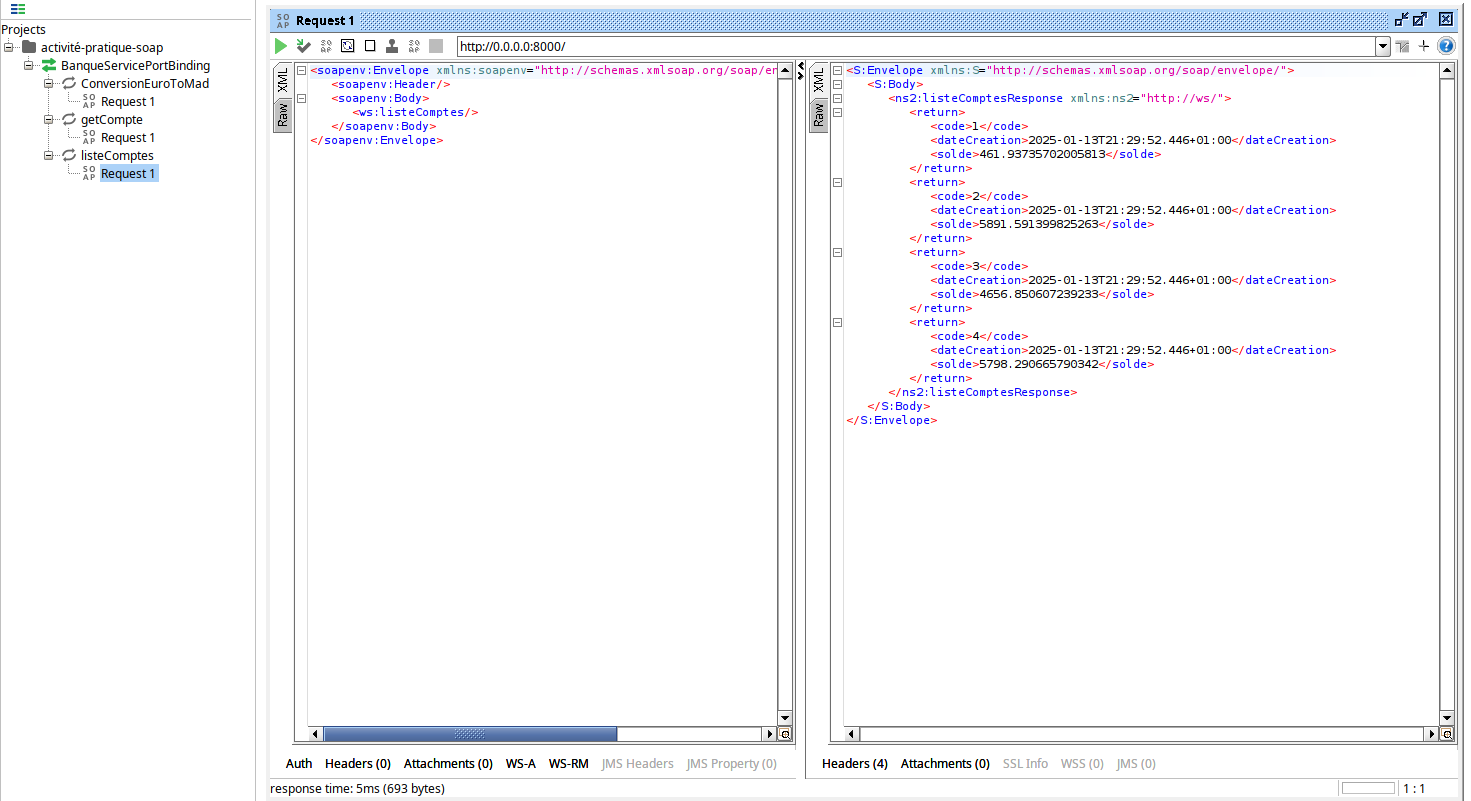 Projects
activité-pratique-soap
BanqueServicePortBinding
ConversionEuroToMad
SO AP Request 1
getCompte
SO AP Request 1
listeComptes
SO AP Request 1
SO AP Request 1
http://0.0.0.0:8000/
XML
Raw
<soapenv:Envelope xmlns:soapenv="http://schemas.xmlsoap.org/soap/en
<soapenv:Header/>
<soapenv:Body>
<ws:listeComptes/>
</soapenv:Body>
</soapenv:Envelope>
XML
Raw
<S:Envelope xmlns:S="http://schemas.xmlsoap.org/soap/envelope/">
<S:Body>
<ns2:listeComptesResponse xmlns:ns2="http://ws/">
<return>
<code>1</code>
<dateCreation>2025-01-13T21:29:52.446+01:00</dateCreation>
<solde>461.93735702005813</solde>
</return>
<return>
<code>2</code>
<dateCreation>2025-01-13T21:29:52.446+01:00</dateCreation>
<solde>5891.591399825263</solde>
</return>
<return>
<code>3</code>
<dateCreation>2025-01-13T21:29:52.446+01:00</dateCreation>
<solde>4656.850607239233</solde>
</return>
<return>
<code>4</code>
<dateCreation>2025-01-13T21:29:52.446+01:00</dateCreation>
<solde>5798.290665790342</solde>
</return>
</ns2:listeComptesResponse>
</S:Body>
</S:Envelope>
Auth Headers (0) Attachments (0) WS-A WS-RM JMS Headers JMS Property (0)
Headers (4) Attachments (0) SSL Info WSS (0) JMS (0)
response time: 5ms (693 bytes)
1 : 1